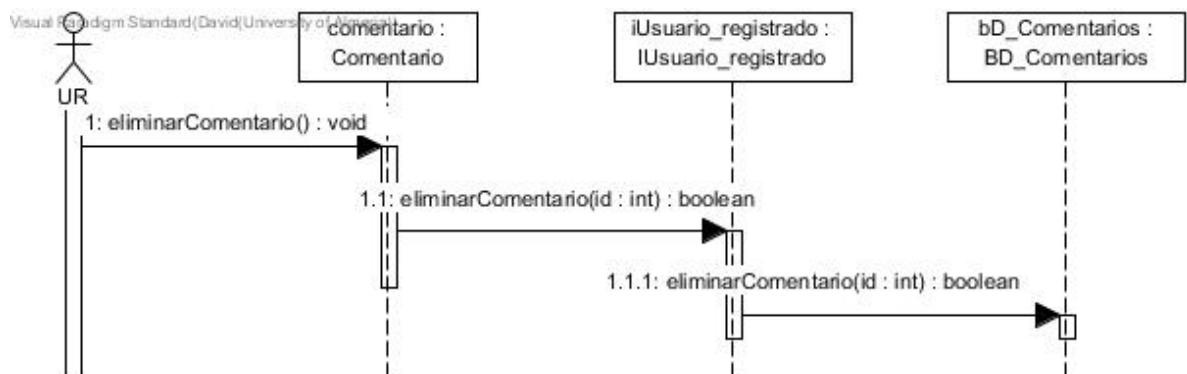 Visual Paradigm Standard(David(University of Almeria))
comentario :
Comentario
iUsuario_registrado :
IUsuario_registrado
bD_Comentarios :
BD_Comentarios
UR
1: eliminarComentario() : void
1.1: eliminarComentario(id : int) : boolean
1.1.1: eliminarComentario(id : int) : boolean